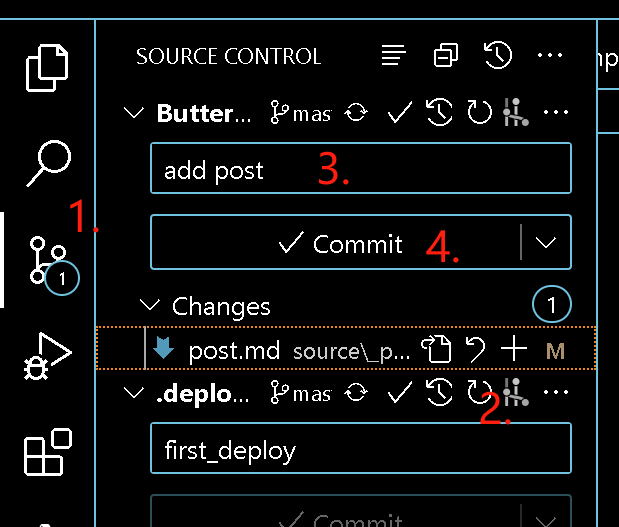 SOURCE CONTROL
Butter... mas
add post 3.
1.
Commit 4.
1
Changes 1
post.md source\_p... M
.deplo... mas
2.
first_deploy
Commit